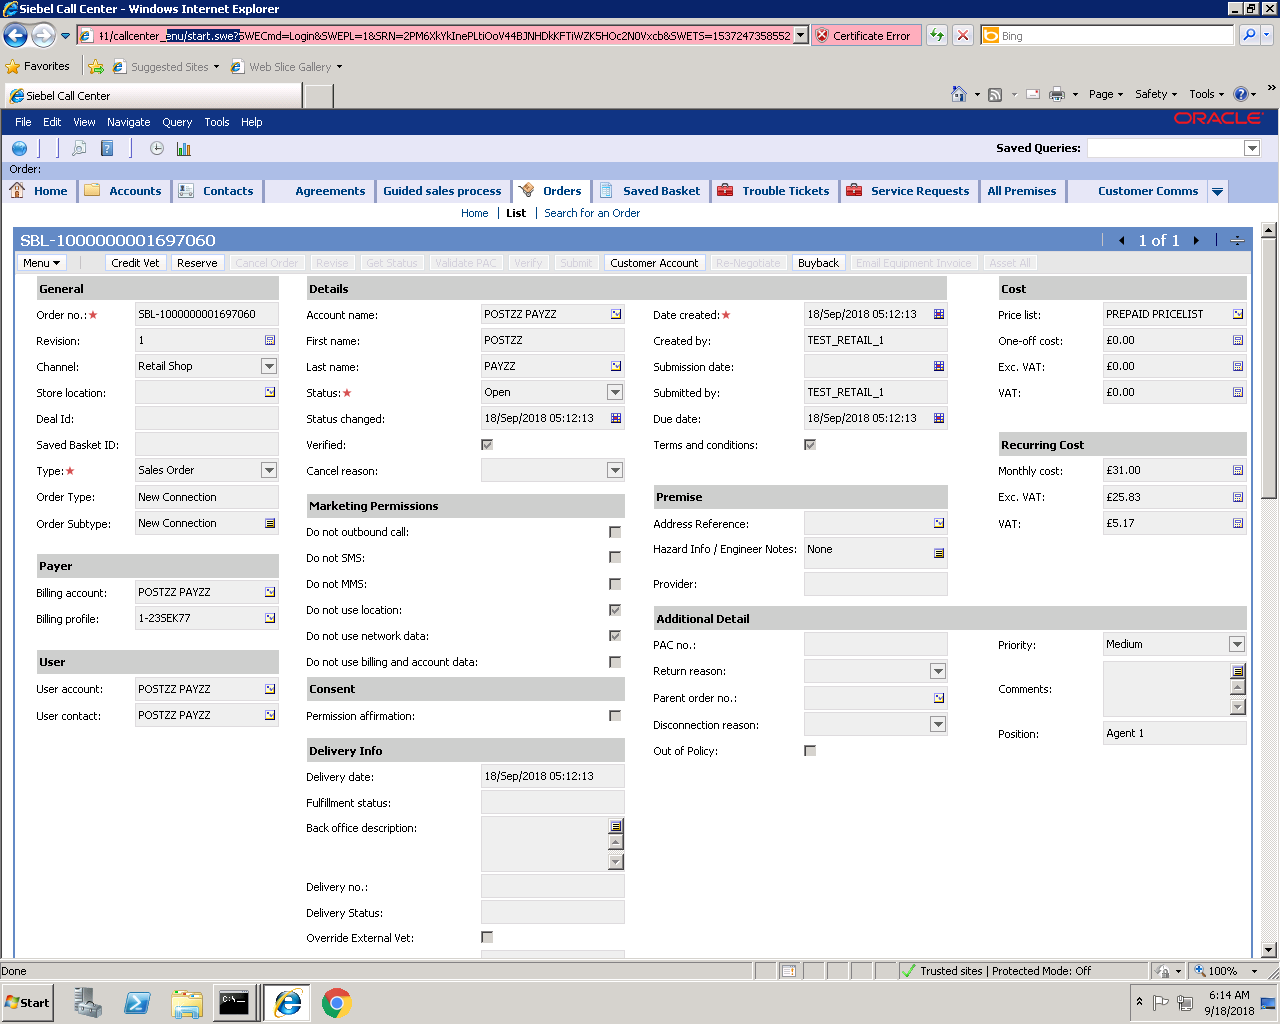 Siebel Call Center - Windows Internet Explorer
/callcenter_enu/start.swe?SWECmd=Login&SWEPL=1&SRN=2PM6XkYkInePLtiOoV44BJNHDkKFTiWZK5HOc2N0Vxcb&SWETS=1537247358552
Certificate Error
Bing
Favorites
Suggested Sites
Web Slice Gallery
Siebel Call Center
Page
Safety
Tools
File Edit View Navigate Query Tools Help
ORACLE
Saved Queries:
Order:
Home
Accounts
Contacts
Agreements
Guided sales process
Orders
Saved Basket
Trouble Tickets
Service Requests
All Premises
Customer Comms
Home | List | Search for an Order
SBL-1000000001697060
1 of 1
Menu
Credit Vet
Reserve
Cancel Order
Revise
Get Status
Validate PAC
Verify
Submit
Customer Account
Re-Negotiate
Buyback
Email Equipment Invoice
Asset All
General
Order no.: SBL-1000000001697060
Revision: 1
Channel: Retail Shop
Store location:
Deal Id:
Saved Basket ID:
Type: Sales Order
Order Type: New Connection
Order Subtype: New Connection
Payer
Billing account: POSTZZ PAYZZ
Billing profile: 1-23SEK77
User
User account: POSTZZ PAYZZ
User contact: POSTZZ PAYZZ
Details
Account name: POSTZZ PAYZZ
First name: POSTZZ
Last name: PAYZZ
Status: Open
Status changed: 18/Sep/2018 05:12:13
Verified:
Cancel reason:
Marketing Permissions
Do not outbound call:
Do not SMS:
Do not MMS:
Do not use location:
Do not use network data:
Do not use billing and account data:
Consent
Permission affirmation:
Delivery Info
Delivery date: 18/Sep/2018 05:12:13
Fulfillment status:
Back office description:
Delivery no.:
Delivery Status:
Override External Vet:
Date created: 18/Sep/2018 05:12:13
Created by: TEST_RETAIL_1
Submission date:
Submitted by: TEST_RETAIL_1
Due date: 18/Sep/2018 05:12:13
Terms and conditions:
Premise
Address Reference:
Hazard Info / Engineer Notes: None
Provider:
Additional Detail
PAC no.:
Return reason:
Parent order no.:
Disconnection reason:
Out of Policy:
Cost
Price list: PREPAID PRICELIST
One-off cost: £0.00
Exc. VAT: £0.00
VAT: £0.00
Recurring Cost
Monthly cost: £31.00
Exc. VAT: £25.83
VAT: £5.17
Priority: Medium
Comments:
Position: Agent 1
Done
Trusted sites | Protected Mode: Off
100%
Start
6:14 AM
9/18/2018